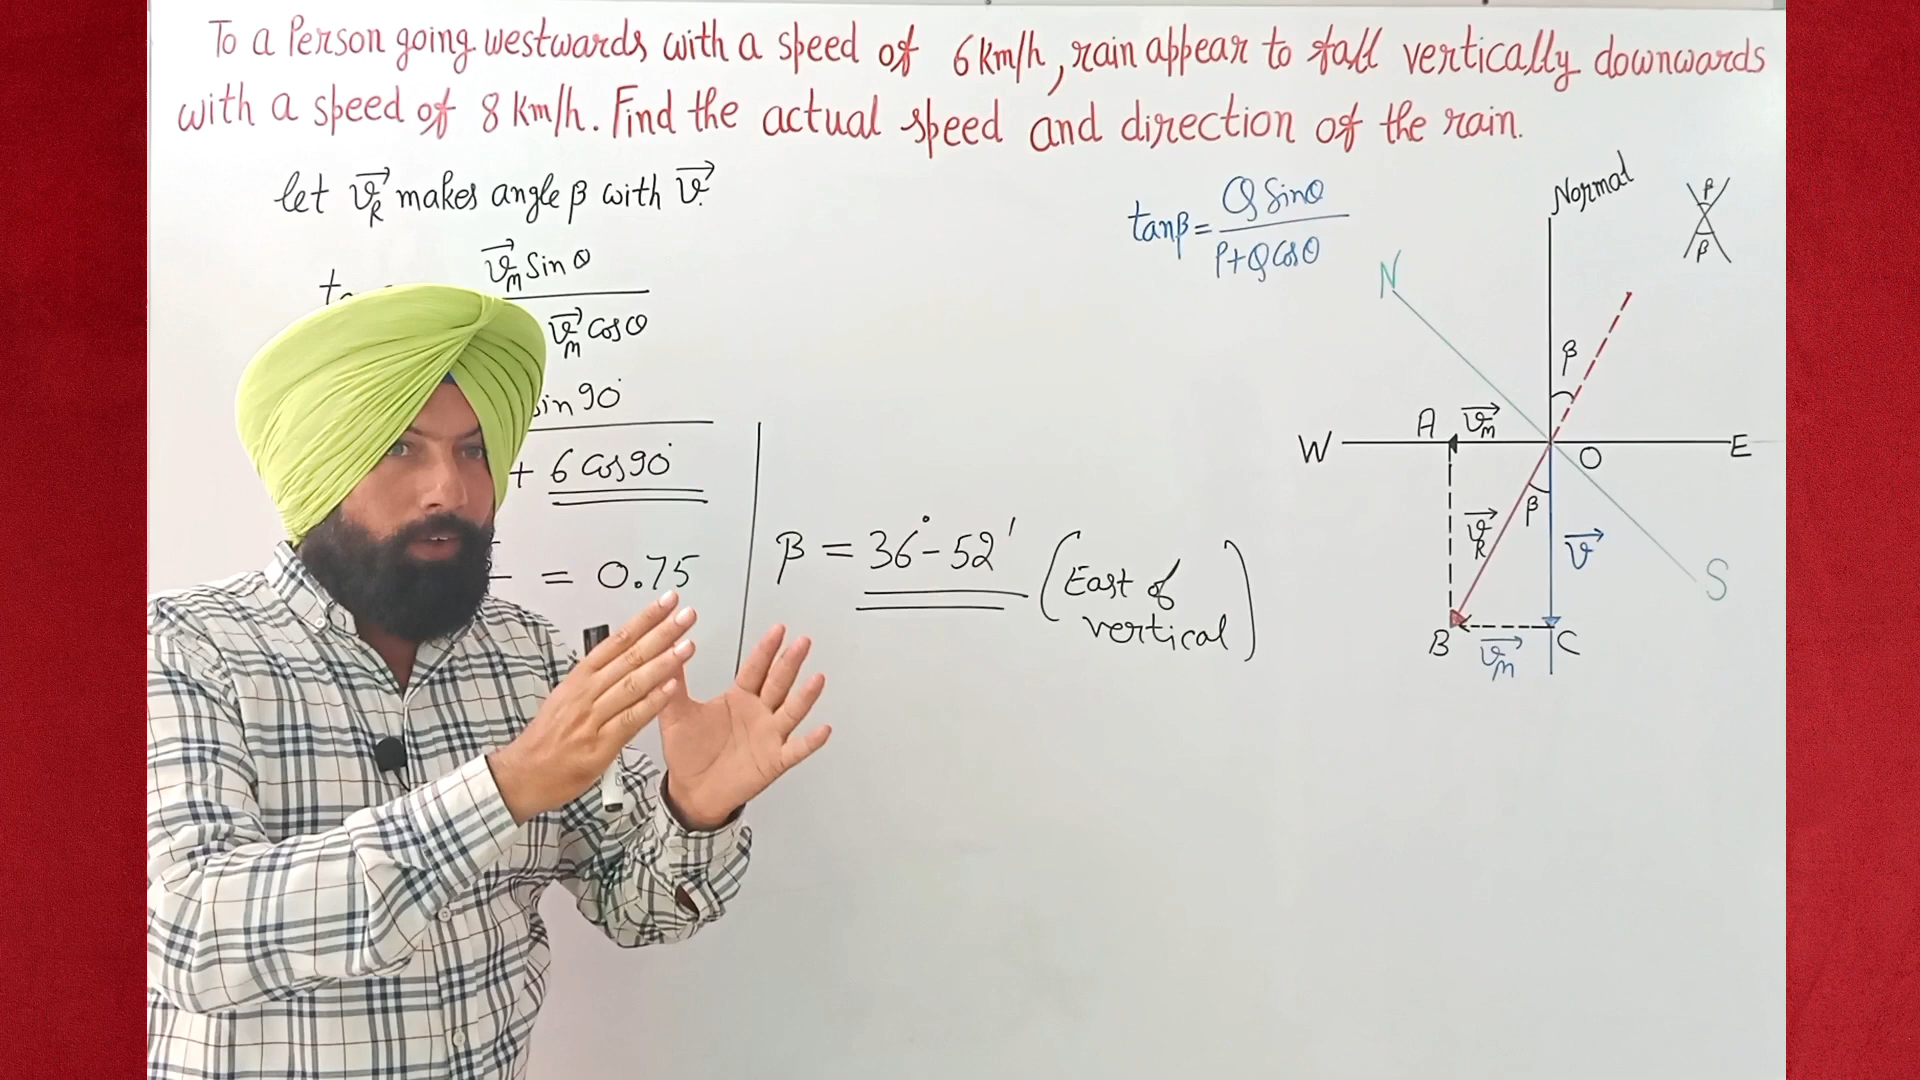 To a Person going westwards with a speed of 6 km/h, rain appear to fall vertically downwards
with a speed of 8 km/h. Find the actual speed and direction of the rain.
let v⃗R makes angle β with v⃗.
v⃗m Sin θ
v⃗m Cos θ
Sin 90°
+ 6 Cos 90°
= 0.75
β = 36° - 52' (East of
vertical)
tanβ = Q Sinθ
P + Q Cosθ
Normal
β
β
N
β
A v⃗m
W
O
E
β
v⃗R
v⃗
S
B
v⃗m
C